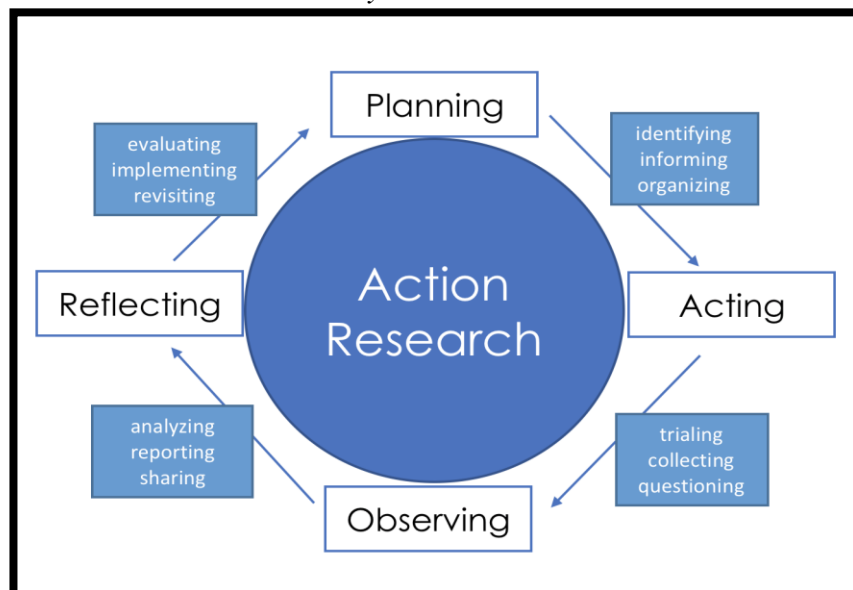 Planning
evaluating
implementing
revisiting
identifying
informing
organizing
Reflecting
Action
Research
Acting
analyzing
reporting
sharing
trialing
collecting
questioning
Observing